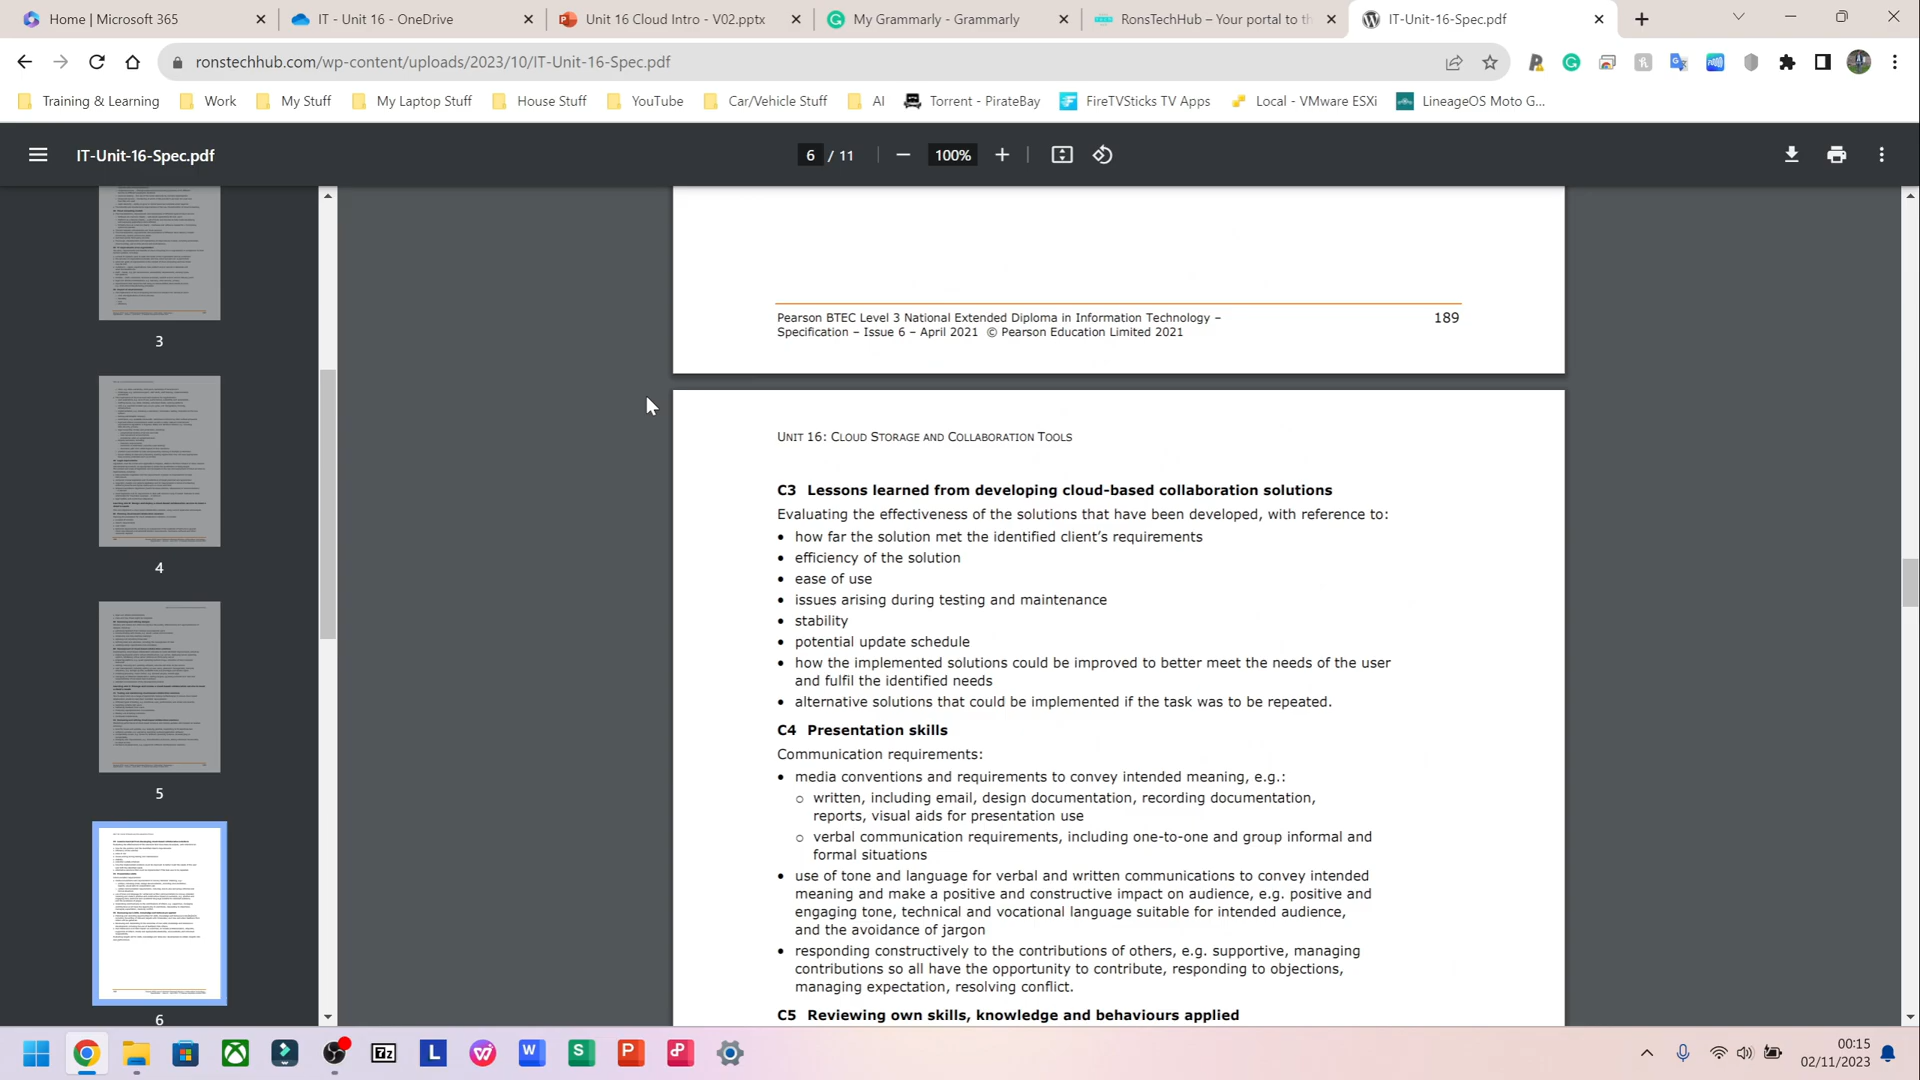 Home | Microsoft 365
IT - Unit 16 - OneDrive
Unit 16 Cloud Intro - V02.pptx
My Grammarly - Grammarly
RonsTechHub – Your portal to th
IT-Unit-16-Spec.pdf
ronstechhub.com/wp-content/uploads/2023/10/IT-Unit-16-Spec.pdf
Training & Learning
Work
My Stuff
My Laptop Stuff
House Stuff
YouTube
Car/Vehicle Stuff
AI
Torrent - PirateBay
FireTVSticks TV Apps
Local - VMware ESXi
LineageOS Moto G...
IT-Unit-16-Spec.pdf
6 / 11
100%
3
4
5
6
Pearson BTEC Level 3 National Extended Diploma in Information Technology –
Specification – Issue 6 – April 2021 © Pearson Education Limited 2021
189
UNIT 16: CLOUD STORAGE AND COLLABORATION TOOLS
C3 Lessons learned from developing cloud-based collaboration solutions
Evaluating the effectiveness of the solutions that have been developed, with reference to:
• how far the solution met the identified client's requirements
• efficiency of the solution
• ease of use
• issues arising during testing and maintenance
• stability
• potential update schedule
• how the implemented solutions could be improved to better meet the needs of the user
and fulfil the identified needs
• alternative solutions that could be implemented if the task was to be repeated.
C4 Presentation skills
Communication requirements:
• media conventions and requirements to convey intended meaning, e.g.:
○ written, including email, design documentation, recording documentation,
reports, visual aids for presentation use
○ verbal communication requirements, including one-to-one and group informal and
formal situations
• use of tone and language for verbal and written communications to convey intended
meaning and make a positive and constructive impact on audience, e.g. positive and
engaging tone, technical and vocational language suitable for intended audience,
and the avoidance of jargon
• responding constructively to the contributions of others, e.g. supportive, managing
contributions so all have the opportunity to contribute, responding to objections,
managing expectation, resolving conflict.
C5 Reviewing own skills, knowledge and behaviours applied
00:15
02/11/2023